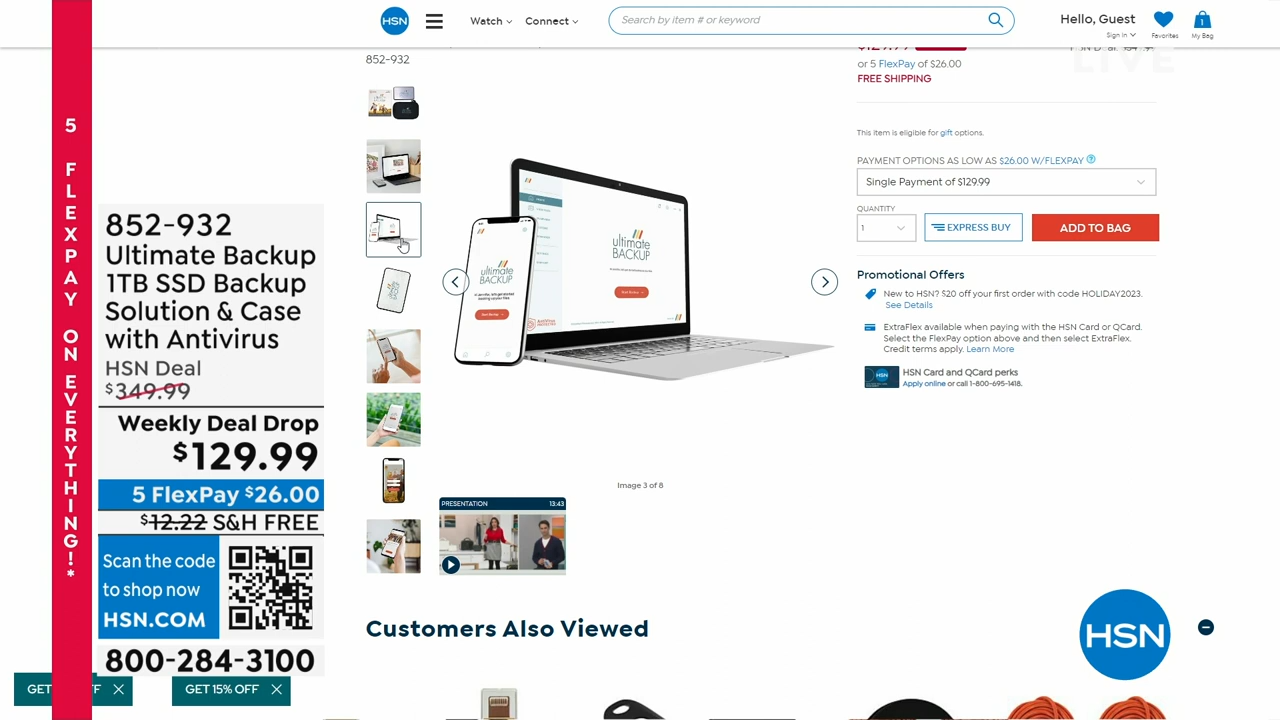 HSN
Watch
Connect
Search by item # or keyword
Hello, Guest
Sign In
Favorites
1
My Bag
852-932
$129.99
or 5 FlexPay of $26.00
FREE SHIPPING
LIVE
This item is eligible for gift options.
PAYMENT OPTIONS AS LOW AS $26.00 W/FLEXPAY
Single Payment of $129.99
QUANTITY
1
EXPRESS BUY
ADD TO BAG
Promotional Offers
New to HSN? $20 off your first order with code HOLIDAY2023.
See Details
ExtraFlex available when paying with the HSN Card or QCard.
Select the FlexPay option above and then select ExtraFlex.
Credit terms apply. Learn More
HSN
HSN Card and QCard perks
Apply online or call 1-800-695-1418.
5 FLEXPAY ON EVERYTHING!*
852-932
Ultimate Backup
1TB SSD Backup
Solution & Case
with Antivirus
HSN Deal
$349.99
Weekly Deal Drop
$129.99
5 FlexPay $26.00
$12.22 S&H FREE
Scan the code
to shop now
HSN.COM
800-284-3100
ultimate
BACKUP
ultimate
BACKUP
Image 3 of 8
PRESENTATION
13:43
Customers Also Viewed
HSN
GET
FF
GET 15% OFF